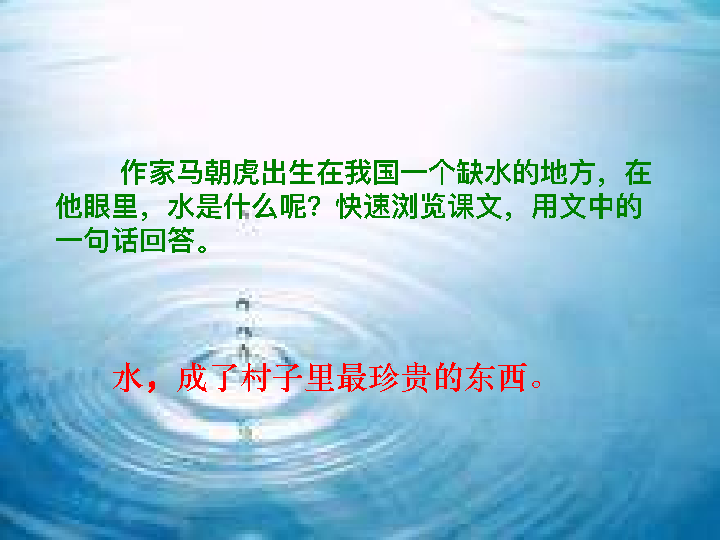 作家马朝虎出生在我国一个缺水的地方，在
他眼里，水是什么呢？快速浏览课文，用文中的
一句话回答。
水，成了村子里最珍贵的东西。